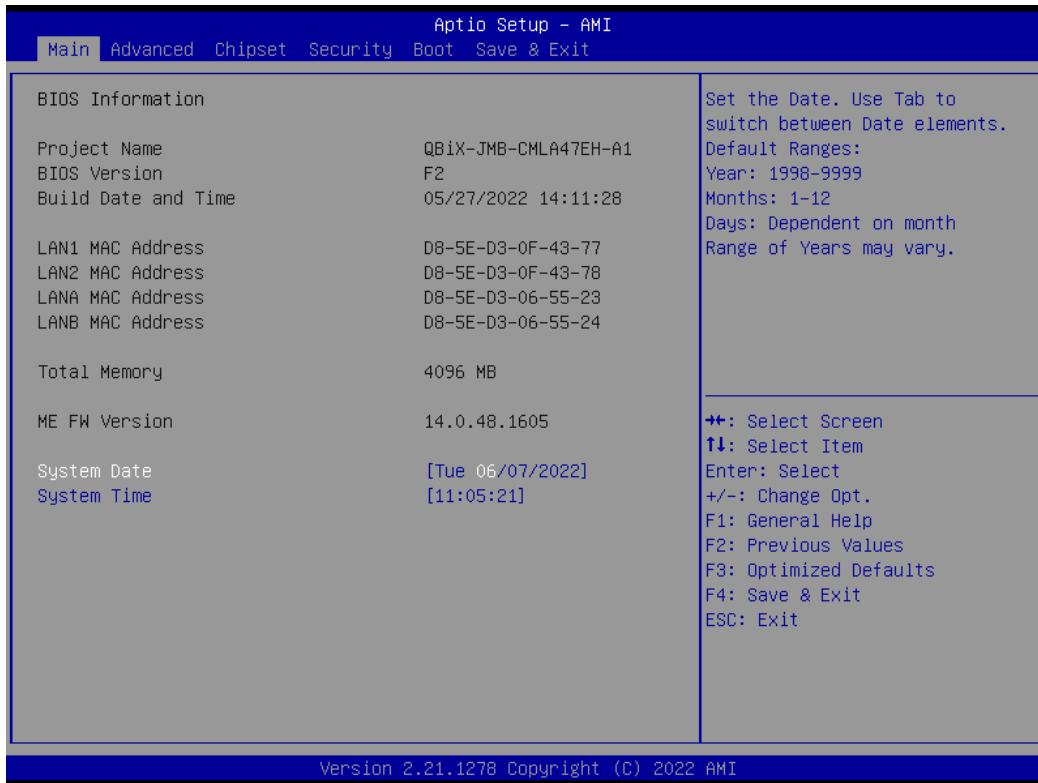 Aptio Setup - AMI
Main Advanced Chipset Security Boot Save & Exit
BIOS Information
Project Name QBiX-JMB-CMLA47EH-A1
BIOS Version F2
Build Date and Time 05/27/2022 14:11:28
LAN1 MAC Address D8-5E-D3-0F-43-77
LAN2 MAC Address D8-5E-D3-0F-43-78
LANA MAC Address D8-5E-D3-06-55-23
LANB MAC Address D8-5E-D3-06-55-24
Total Memory 4096 MB
ME FW Version 14.0.48.1605
System Date [Tue 06/07/2022]
System Time [11:05:21]
Set the Date. Use Tab to
switch between Date elements.
Default Ranges:
Year: 1998-9999
Months: 1-12
Days: Dependent on month
Range of Years may vary.
→←: Select Screen
↑↓: Select Item
Enter: Select
+/-: Change Opt.
F1: General Help
F2: Previous Values
F3: Optimized Defaults
F4: Save & Exit
ESC: Exit
Version 2.21.1278 Copyright (C) 2022 AMI